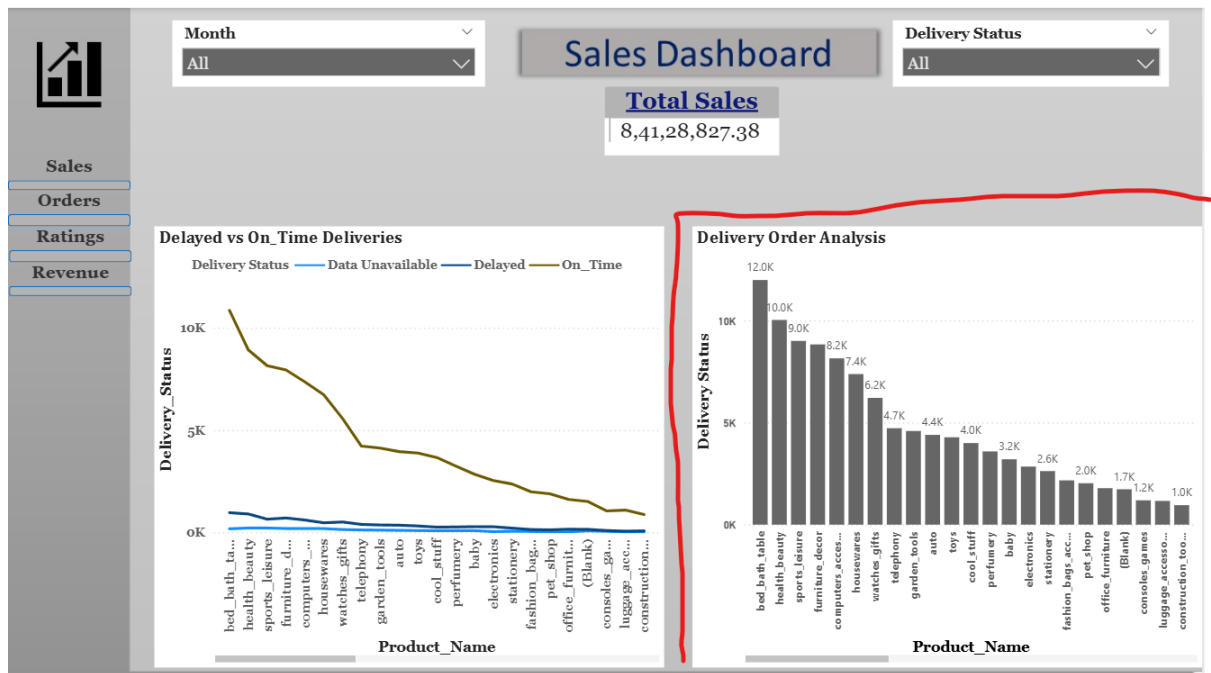 Month
All
Sales Dashboard
Delivery Status
All
Total Sales
8,41,28,827.38
Sales
Orders
Ratings
Revenue
Delayed vs On_Time Deliveries
Delivery Status
Data Unavailable
Delayed
On_Time
Delivery_Status
10K
5K
0K
bed_bath_ta...
health_beauty
sports_leisure
furniture_d...
computers_...
housewares
watches_gifts
telephony
garden_tools
auto
toys
cool_stuff
perfumery
baby
electronics
stationery
fashion_bag...
pet_shop
office_furnit...
(Blank)
consoles_ga...
luggage_acc...
construction...
Product_Name
Delivery Order Analysis
Delivery Status
10K
5K
0K
12.0K
10.0K
9.0K
8.2K
7.4K
6.2K
4.7K
4.4K
4.0K
3.2K
2.6K
2.0K
1.7K
1.2K
1.0K
bed_bath_table
health_beauty
sports_leisure
furniture_decor
computers_acces...
housewares
watches_gifts
telephony
garden_tools
auto
toys
cool_stuff
perfumery
baby
electronics
stationery
fashion_bags_acc...
pet_shop
office_furniture
(Blank)
consoles_games
luggage_accesso...
construction_too...
Product_Name